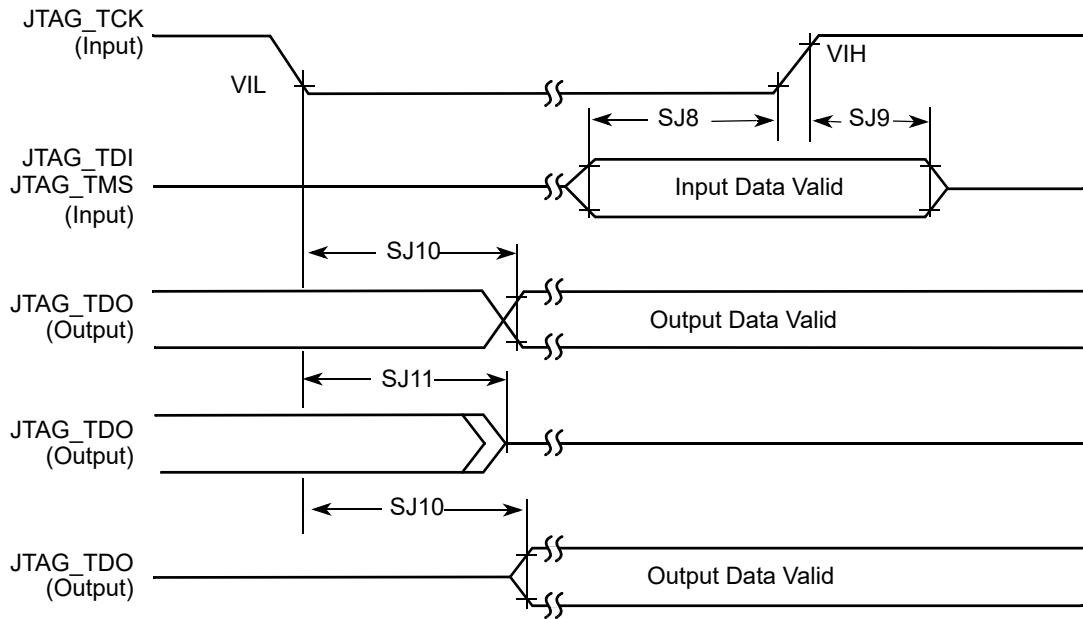 JTAG_TCK
(Input)
VIL
VIH
SJ8
SJ9
JTAG_TDI
JTAG_TMS
(Input)
Input Data Valid
SJ10
JTAG_TDO
(Output)
Output Data Valid
SJ11
JTAG_TDO
(Output)
SJ10
JTAG_TDO
(Output)
Output Data Valid